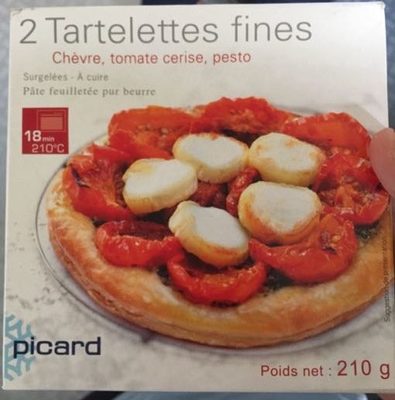 2 Tartelettes fines
Chèvre, tomate cerise, pesto
Surgelées - À cuire
Pâte feuilletée pur beurre
18 min
210°C
picard
Poids net : 210 g